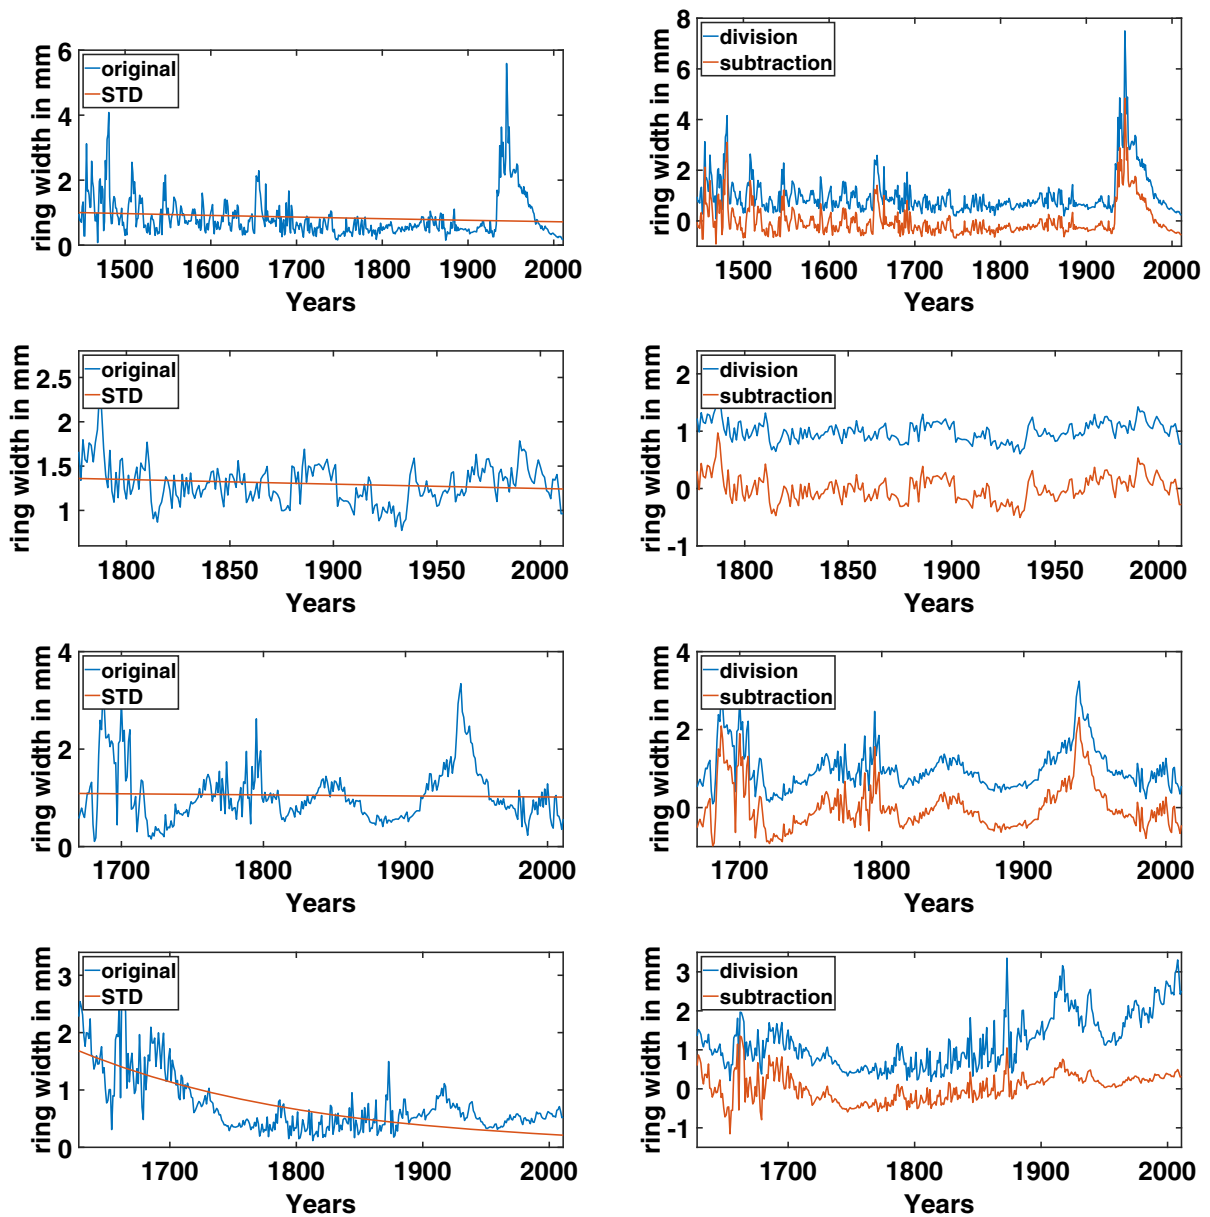 ring width in mm
6
4
2
0
original
STD
1500 1600 1700 1800 1900 2000
Years
ring width in mm
8
6
4
2
0
division
subtraction
1500 1600 1700 1800 1900 2000
Years
ring width in mm
2.5
2
1.5
1
original
STD
1800 1850 1900 1950 2000
Years
ring width in mm
2
1
0
-1
division
subtraction
1800 1850 1900 1950 2000
Years
ring width in mm
4
2
0
original
STD
1700 1800 1900 2000
Years
ring width in mm
4
2
0
division
subtraction
1700 1800 1900 2000
Years
ring width in mm
3
2
1
0
original
STD
1700 1800 1900 2000
Years
ring width in mm
3
2
1
0
-1
division
subtraction
1700 1800 1900 2000
Years